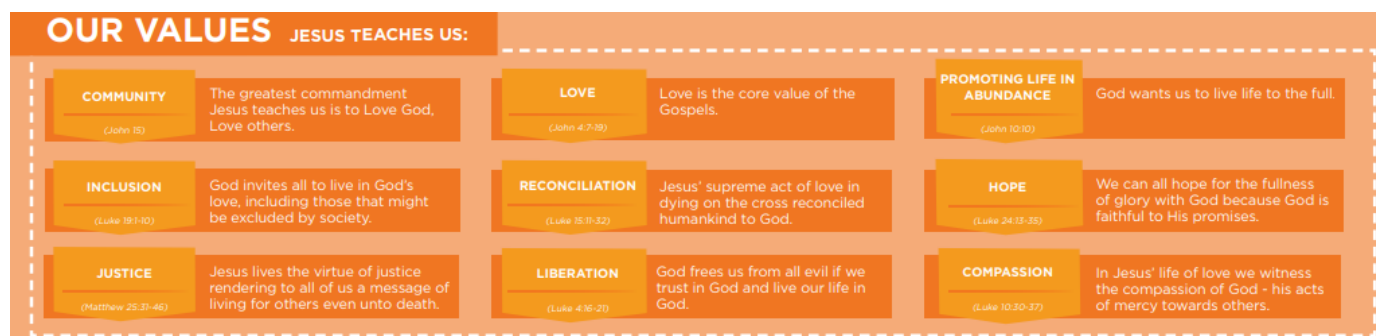 OUR VALUES JESUS TEACHES US:
COMMUNITY
(John 15)
The greatest commandment
Jesus teaches us is to Love God,
Love others.
LOVE
(John 4:7-19)
Love is the core value of the
Gospels.
PROMOTING LIFE IN
ABUNDANCE
(John 10:10)
God wants us to live life to the full.
INCLUSION
(Luke 19:1-10)
God invites all to live in God's
love, including those that might
be excluded by society.
RECONCILIATION
(Luke 15:11-32)
Jesus' supreme act of love in
dying on the cross reconciled
humankind to God.
HOPE
(Luke 24:13-35)
We can all hope for the fullness
of glory with God because God is
faithful to His promises.
JUSTICE
(Matthew 25:31-46)
Jesus lives the virtue of justice
rendering to all of us a message of
living for others even unto death.
LIBERATION
(Luke 4:16-21)
God frees us from all evil if we
trust in God and live our life in
God.
COMPASSION
(Luke 10:30-37)
In Jesus' life of love we witness
the compassion of God - his acts
of mercy towards others.